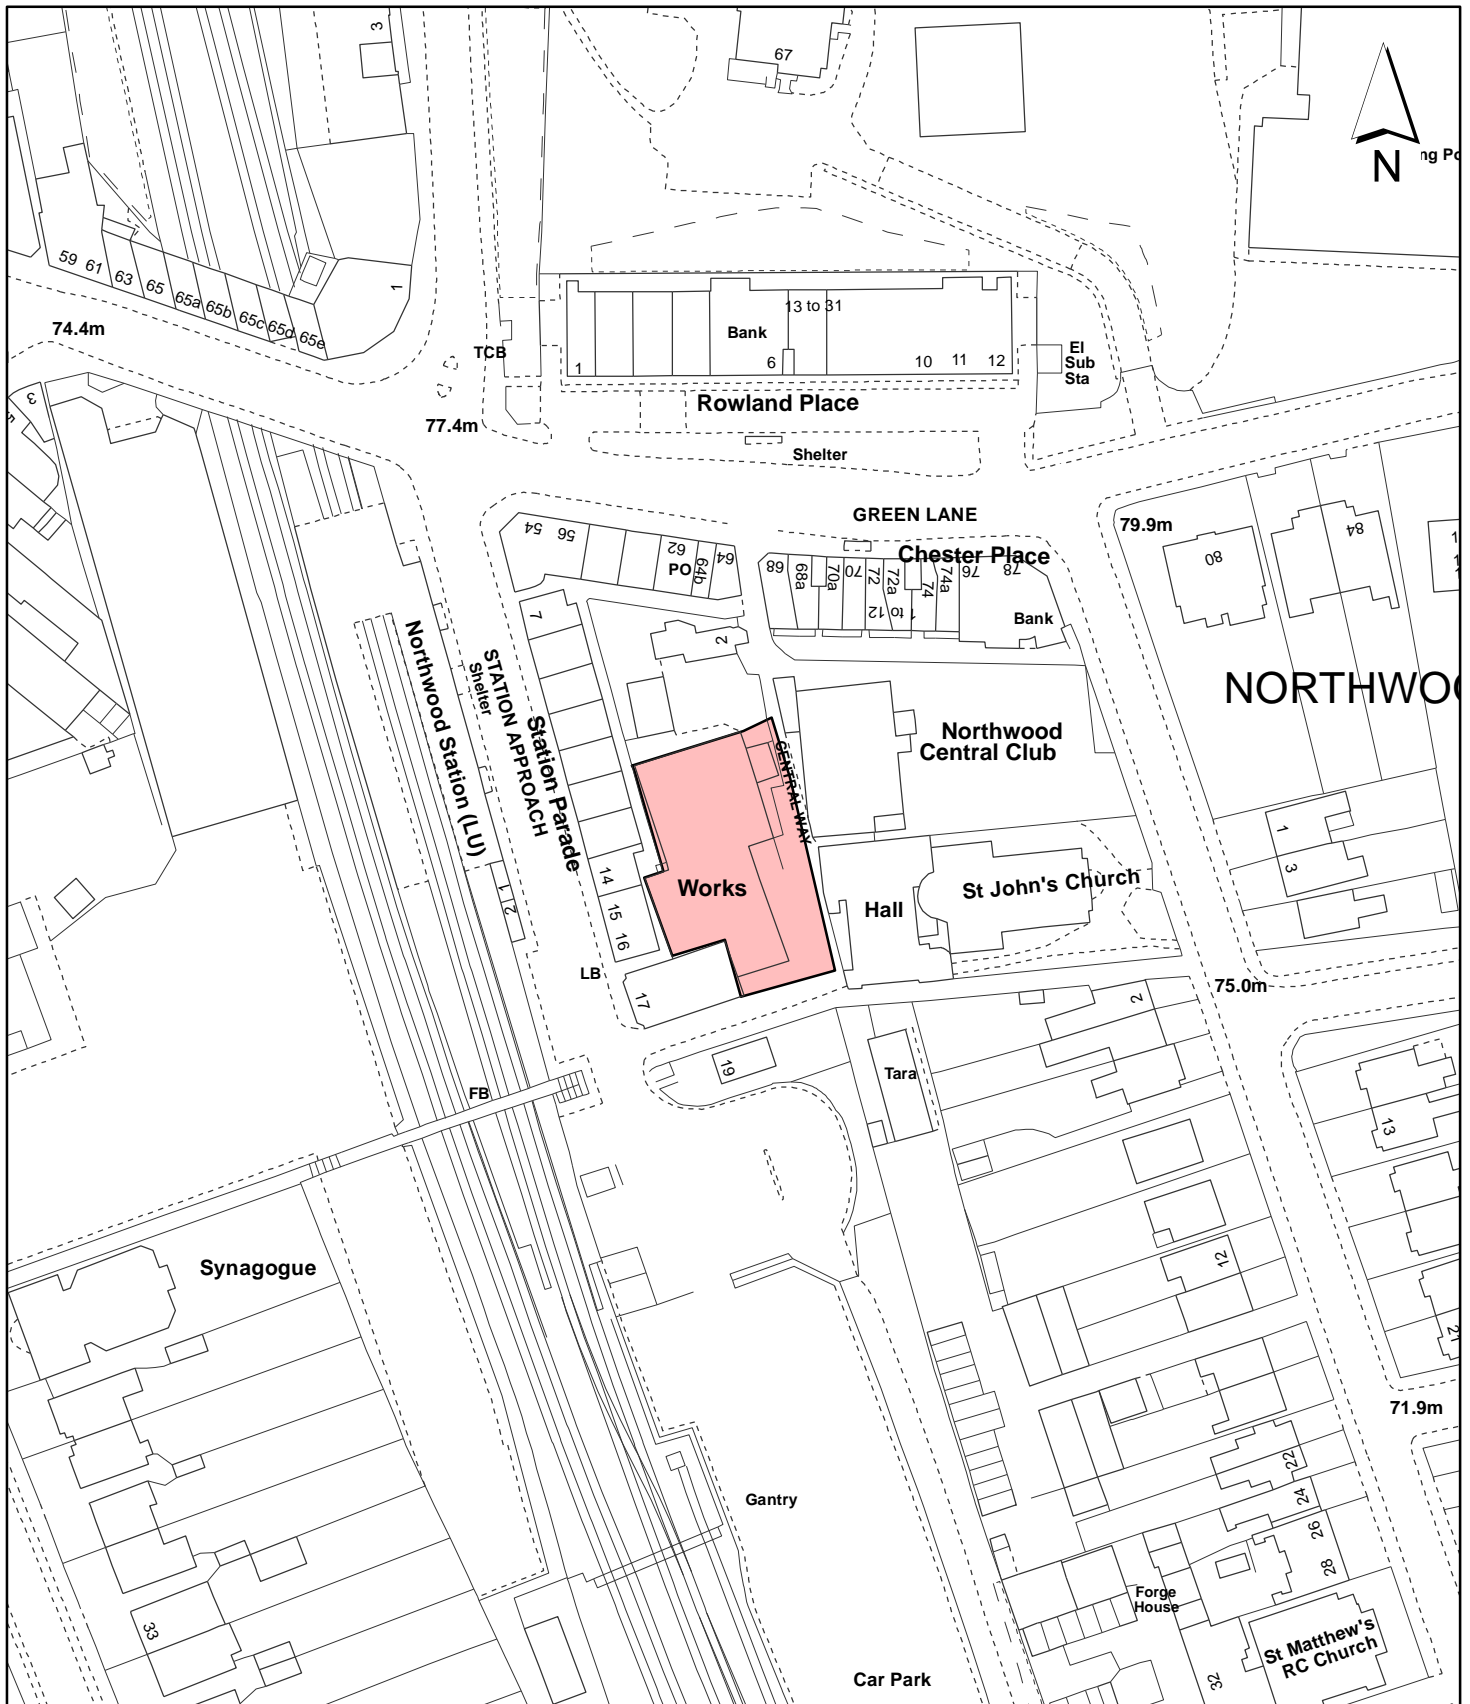 3
67
N
59 61
63
65
65a
65b
65c
65d
65e
1
74.4m
TCB
77.4m
13 to 31
Bank
1
6
10
11
12
El
Sub
Sta
Rowland Place
Shelter
3
GREEN LANE
Chester Place
79.9m
54
56
62
PO
64b
64
68
68a
70a
70
72
72a
74
74a
76
78
1 to 12
Bank
80
84
NORTHWOO
7
2
Northwood Station (LU)
Shelter
STATION APPROACH
Station Parade
CENTRAL WAY
Northwood
Central Club
1
3
14
15
16
1
2
Works
Hall
St John's Church
LB
17
75.0m
2
19
Tara
FB
13
Synagogue
12
21
71.9m
22
24
26
28
Gantry
33
Forge
House
St Matthew's
RC Church
32
Car Park